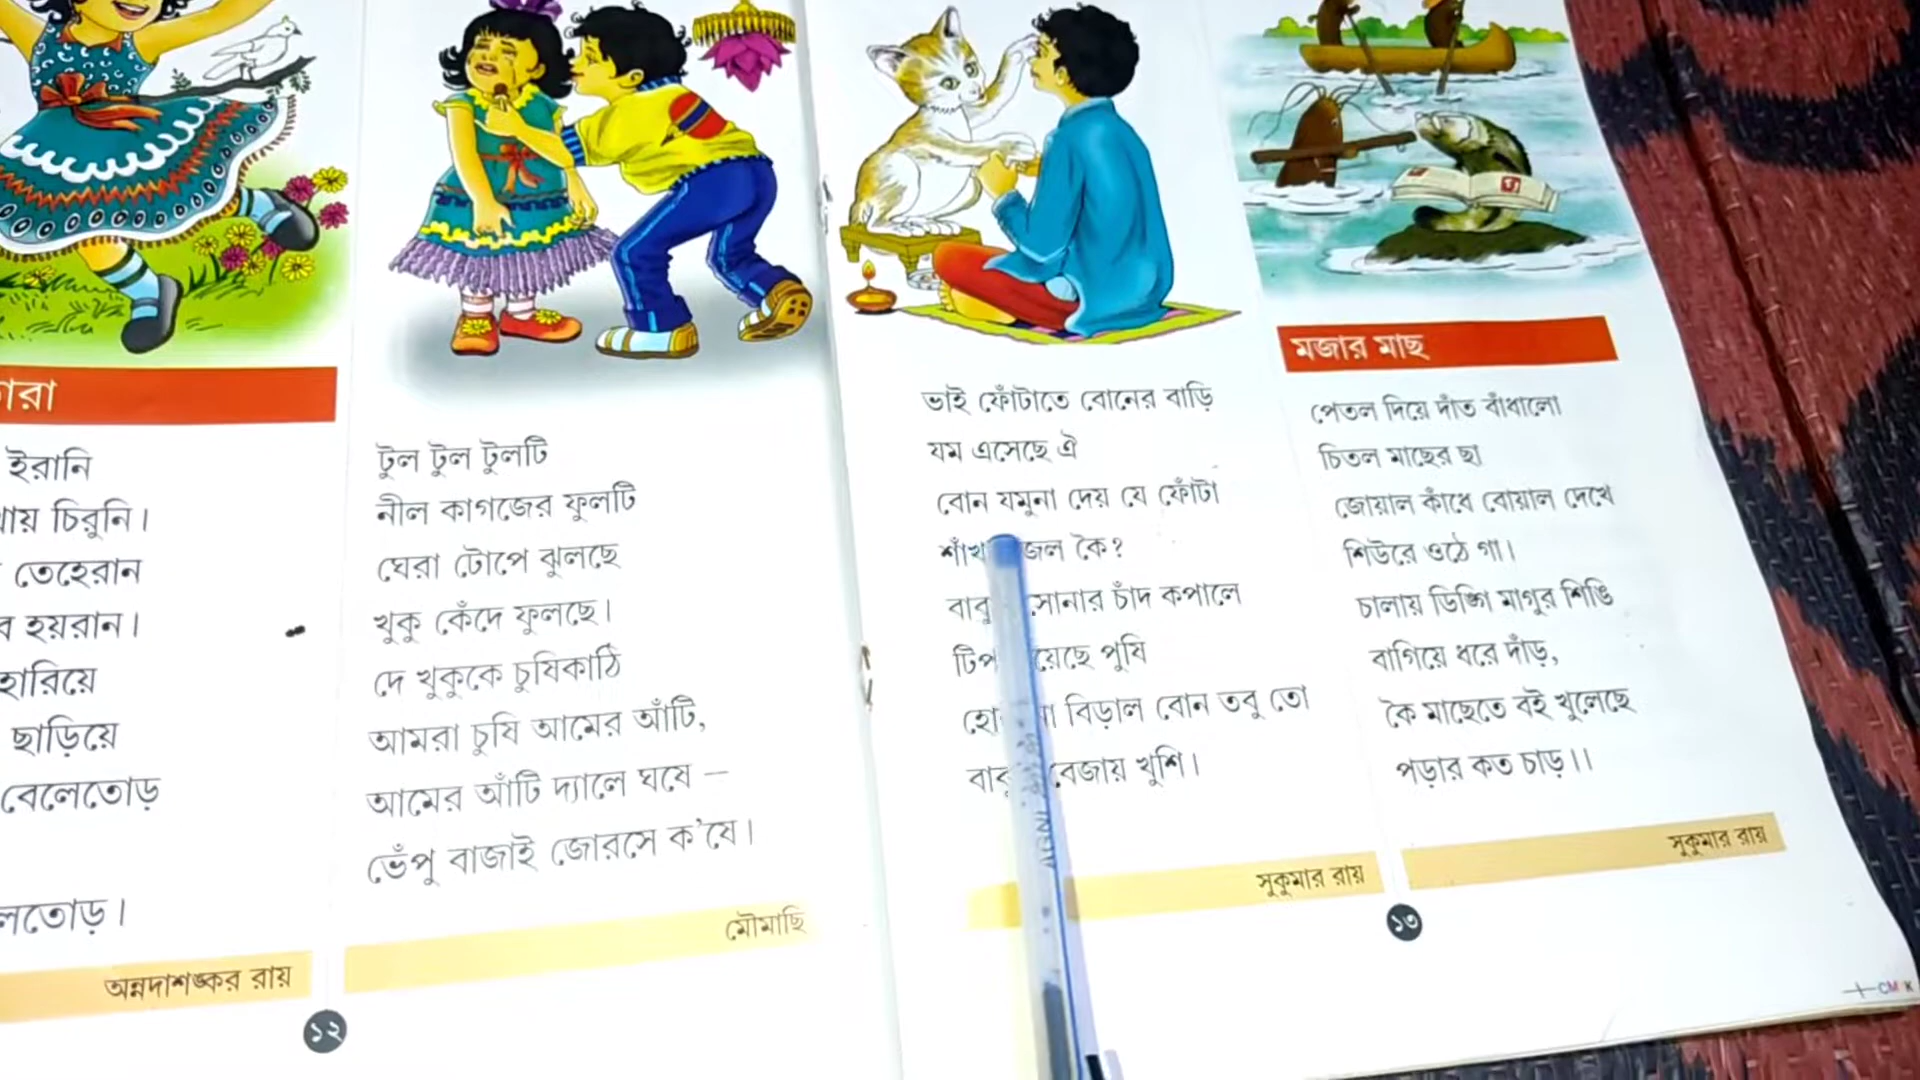 ইরানি
চিরুনি।
তেহেরান
হয়রান।
হারিয়ে
ছাড়িয়ে
বেলেতোড়
অন্নদাশঙ্কর রায়
১২
টুল টুল টুলটি
নীল কাগজের ফুলটি
ঘেরা টোপে ঝুলছে
খুকু কেঁদে ফুলছে।
দে খুকুকে চুষিকাঠি
আমরা চুষি আমের আঁটি,
আমের আঁটি দ্যালে ঘষে –
ভেঁপু বাজাই জোরসে ক'ষে।
মৌমাছি
ভাই ফোঁটাতে বোনের বাড়ি
যম এসেছে ঐ
বোন যমুনা দেয় যে ফোঁটা
জল কৈ?
সোনার চাঁদ কপালে
পুষি
বিড়াল বোন তবু তো
বেজায় খুশি।
সুকুমার রায়
মজার মাছ
পেতল দিয়ে দাঁত বাঁধালো
চিতল মাছের ছা
জোয়াল কাঁধে বোয়াল দেখে
শিউরে ওঠে গা।
চালায় ডিঙ্গি মাগুর শিঙি
বাগিয়ে ধরে দাঁড়,
কৈ মাছেতে বই খুলেছে
পড়ার কত চাড়।।
সুকুমার রায়
১৩